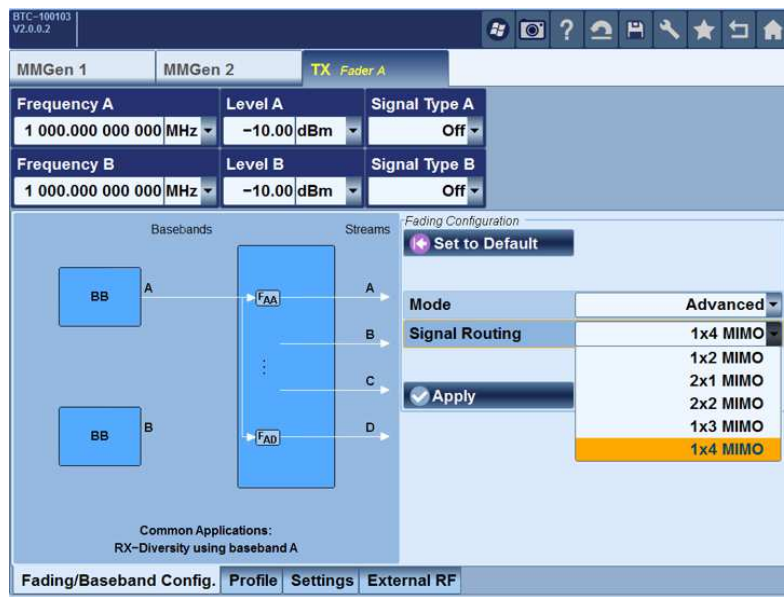 BTC-100103
V2.0.0.2
MMGen 1 MMGen 2 TX Fader A
Frequency A Level A Signal Type A
1 000.000 000 000 MHz -10.00 dBm Off
Frequency B Level B Signal Type B
1 000.000 000 000 MHz -10.00 dBm Off
Basebands Streams
BB A FAA A
B
C
BB B FAD D
Common Applications:
RX-Diversity using baseband A
Fading Configuration
Set to Default
Mode Advanced
Signal Routing 1x4 MIMO
1x2 MIMO
2x1 MIMO
2x2 MIMO
1x3 MIMO
1x4 MIMO
Apply
Fading/Baseband Config. Profile Settings External RF